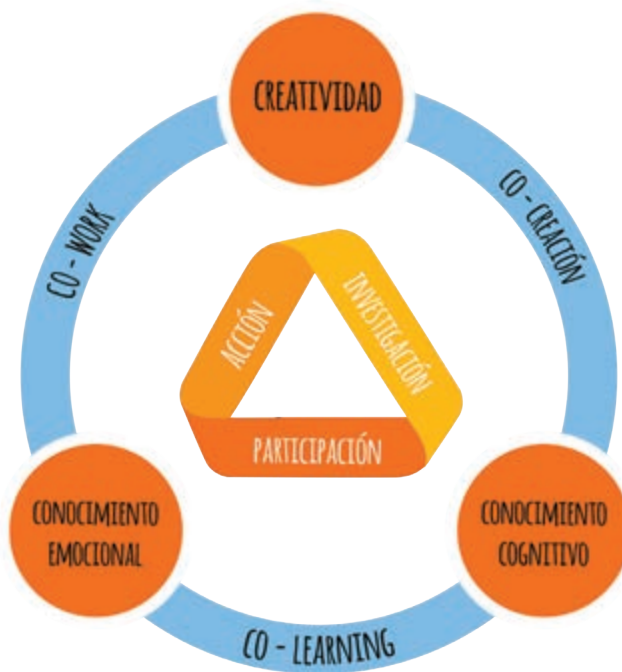 CREATIVIDAD
CO - WORK
CO - CREACIÓN
ACCIÓN
INVESTIGACIÓN
PARTICIPACIÓN
CONOCIMIENTO
EMOCIONAL
CONOCIMIENTO
COGNITIVO
CO - LEARNING